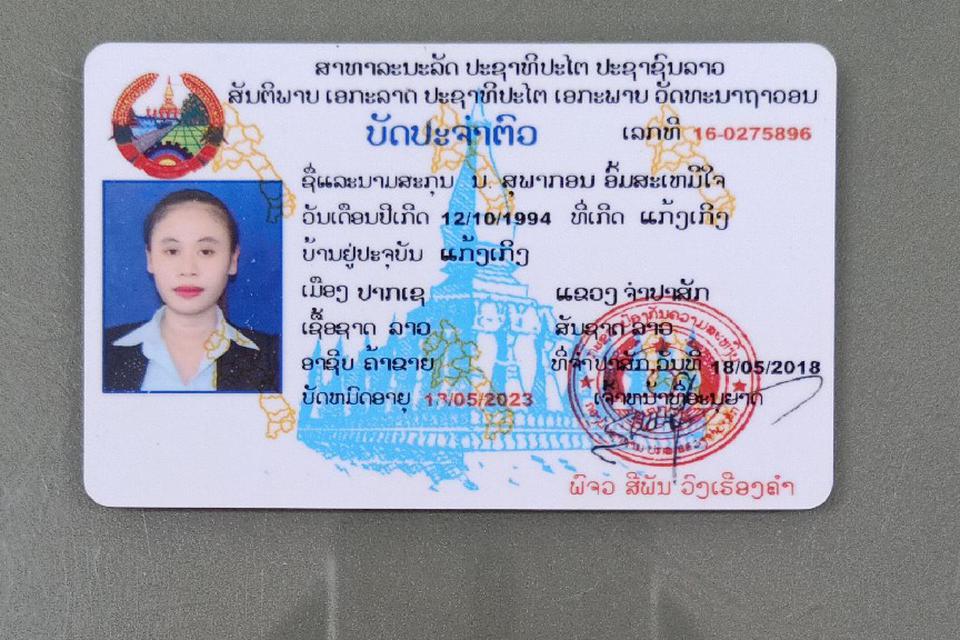 ສາທາລະນະລັດ ປະຊາທິປະໄຕ ປະຊາຊົນລາວ
ສັນຕິພາບ ເອກະລາດ ປະຊາທິປະໄຕ ເອກະພາບ ວັດທະນາຖາວອນ
ບັດປະຈຳຕົວ ເລກທີ 16-0275896
ຊື່ແລະນາມສະກຸນ ນ. ສຸພາກອນ ອົ້ມສະເຫມີໃຈ
ວັນເດືອນປີເກີດ 12/10/1994 ທີ່ເກີດ ແກ້ງເກີງ
ບ້ານຢູ່ປະຈຸບັນ ແກ້ງເກີງ
ເມືອງ ປາກເຊ ແຂວງ ຈຳປາສັກ
ເຊື້ອຊາດ ລາວ ສັນຊາດ ລາວ
ອາຊີບ ຄ້າຂາຍ ທີ່ຈຳປາສັກ,ວັນທີ 18/05/2018
ບັດຫມົດອາຍຸ 13/05/2023 ເຈົ້າຫນ້າທີ່ອະນຸຍາດ
ພົຈວ ສີພັນ ວົງເຮືອງຄຳ